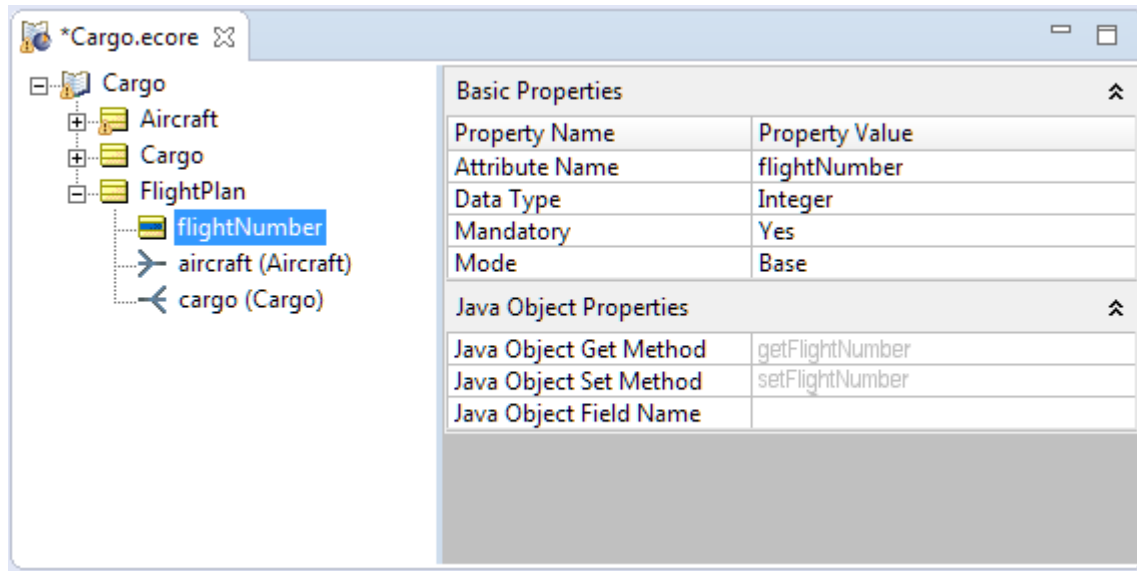 *Cargo.ecore
Cargo
Aircraft
Cargo
FlightPlan
flightNumber
aircraft (Aircraft)
cargo (Cargo)
Basic Properties
Property Name Property Value
Attribute Name flightNumber
Data Type Integer
Mandatory Yes
Mode Base
Java Object Properties
Java Object Get Method getFlightNumber
Java Object Set Method setFlightNumber
Java Object Field Name